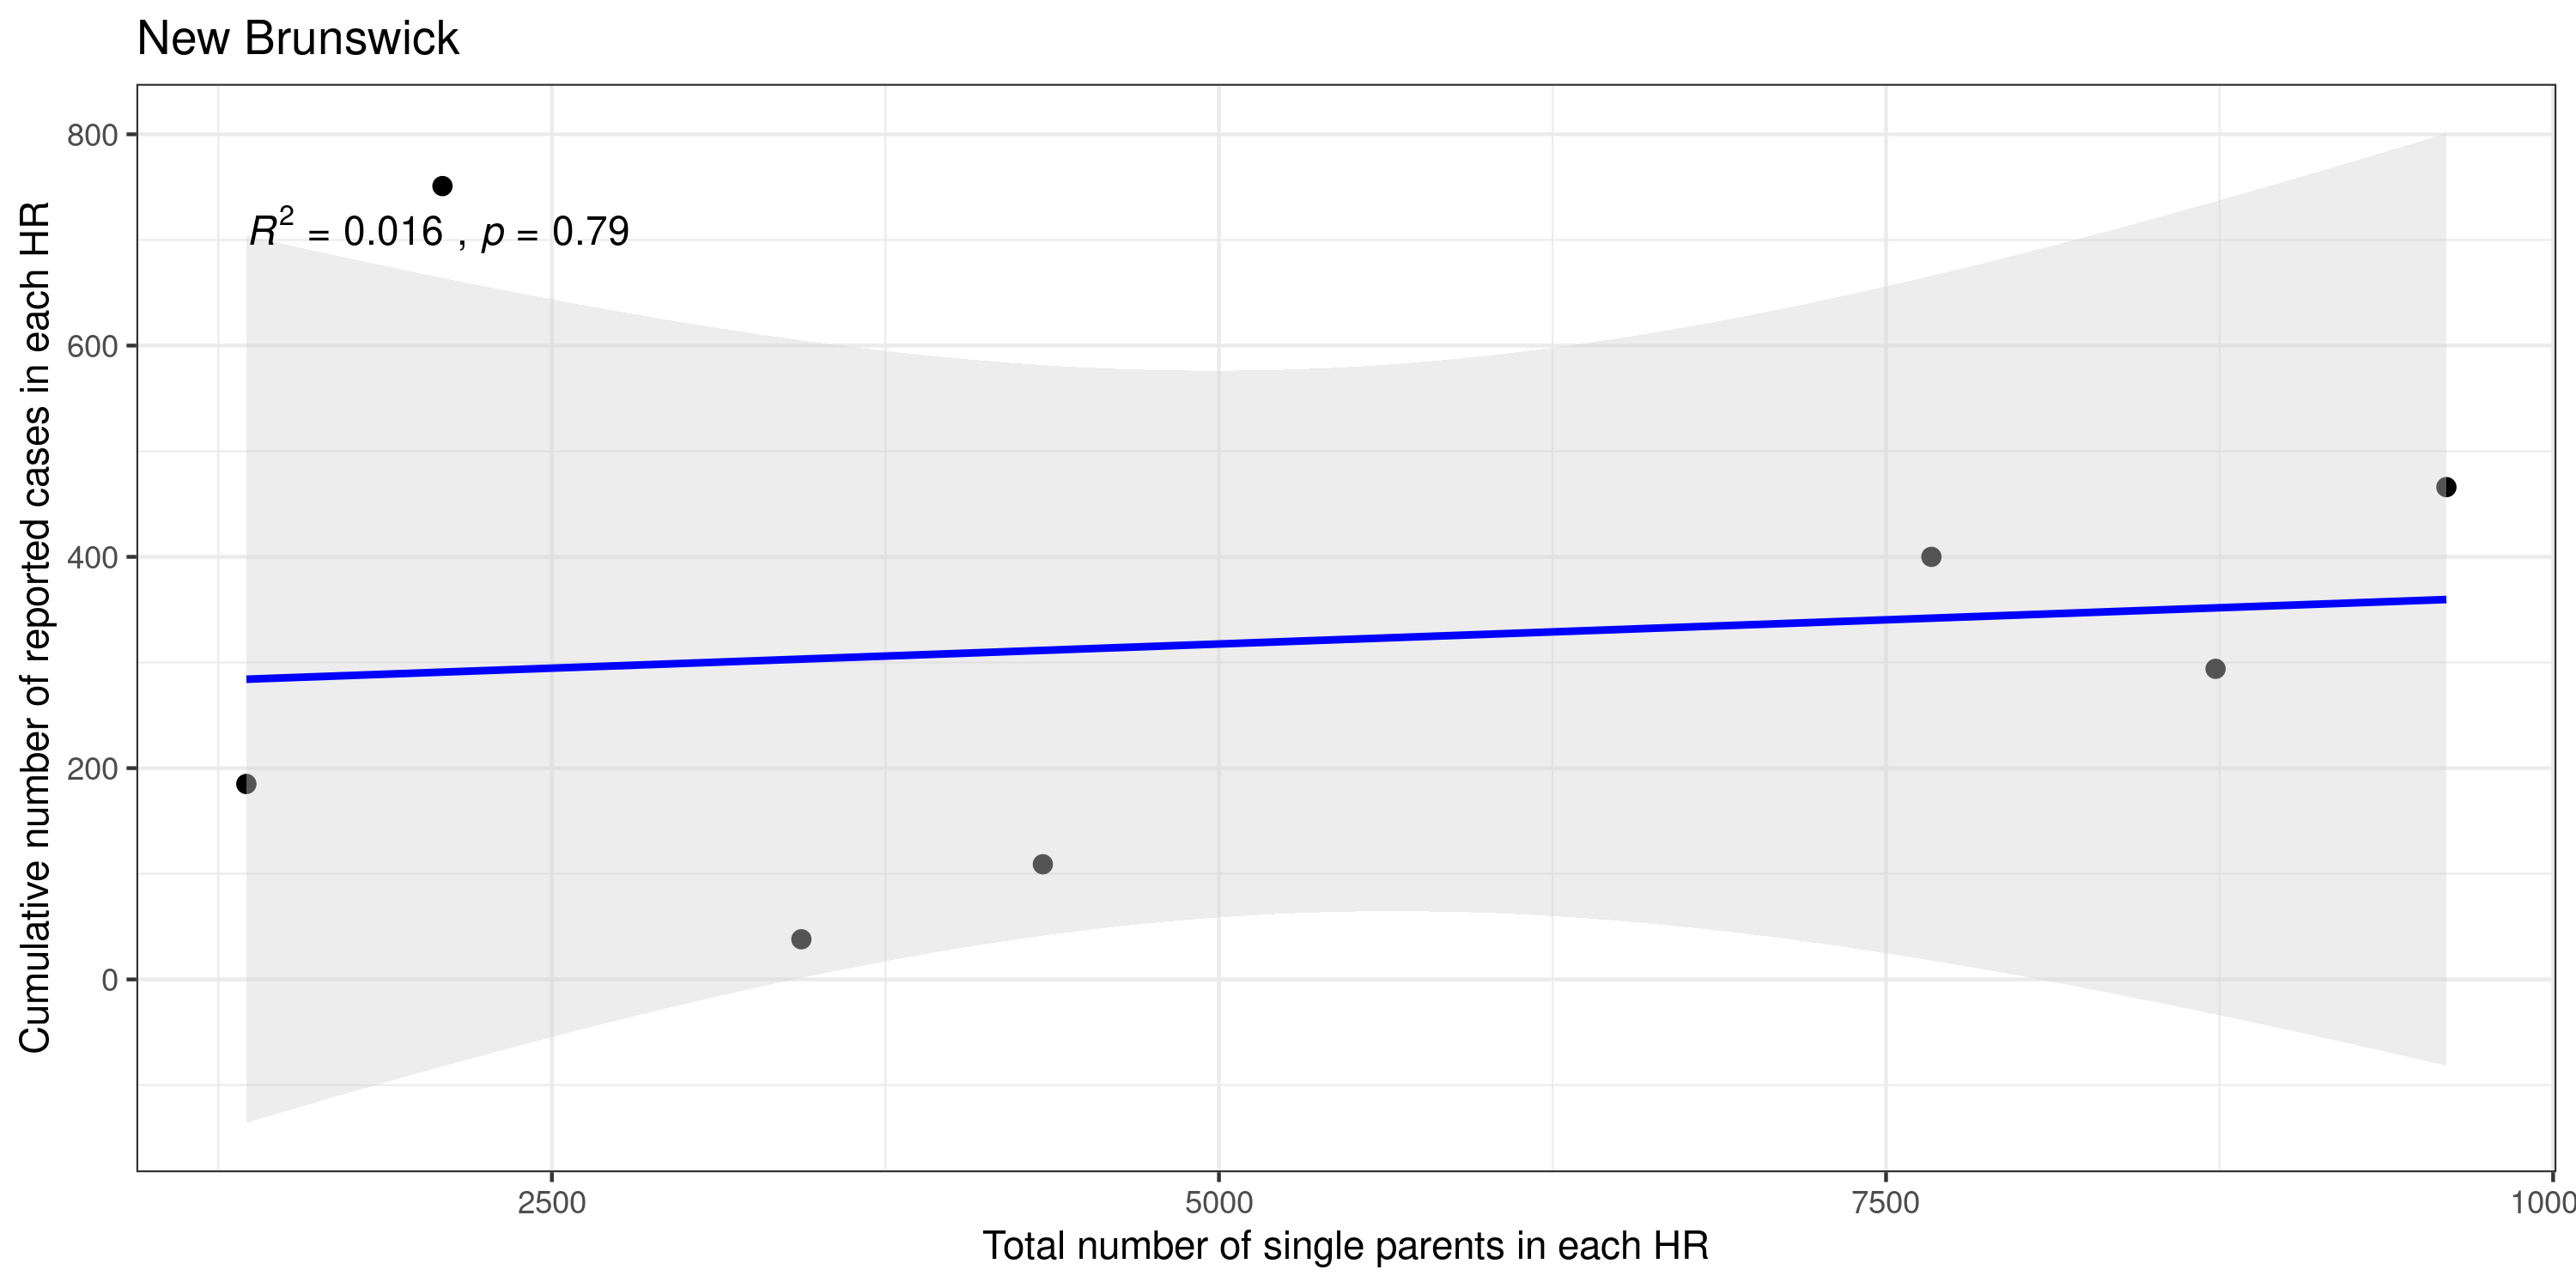 New Brunswick
Cumulative number of reported cases in each HR
800
600
400
200
0
R² = 0.016 , p = 0.79
2500
5000
7500
1000
Total number of single parents in each HR